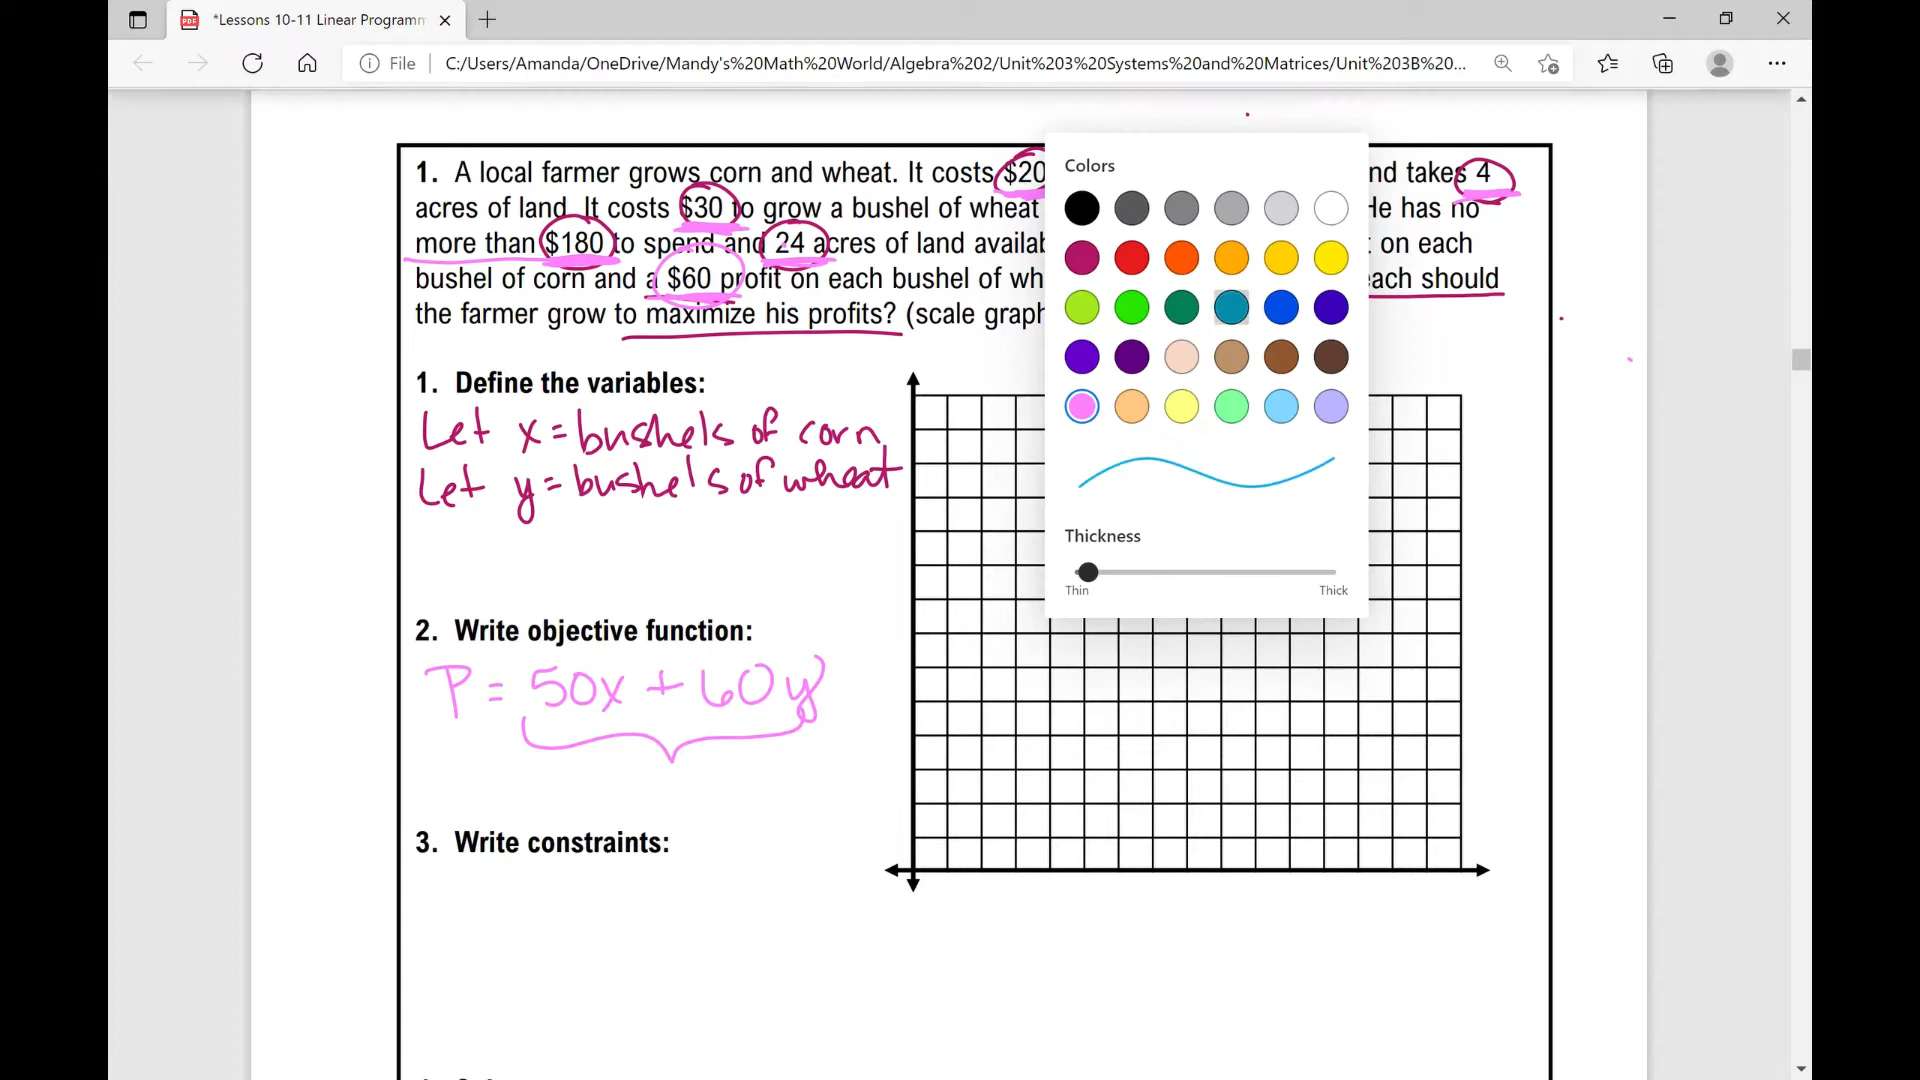 *Lessons 10-11 Linear Programm
File
C:/Users/Amanda/OneDrive/Mandy's%20Math%20World/Algebra%202/Unit%203%20Systems%20and%20Matrices/Unit%203B%20...
1. A local farmer grows corn and wheat. It costs $20 nd takes 4
acres of land. It costs $30 to grow a bushel of wheat He has no
more than $180 to spend and 24 acres of land availab on each
bushel of corn and a $60 profit on each bushel of wh each should
the farmer grow to maximize his profits? (scale graph
Colors
Thickness
Thin Thick
1. Define the variables:
Let x = bushels of corn
Let y = bushels of wheat
2. Write objective function:
P = 50x + 60y
3. Write constraints: